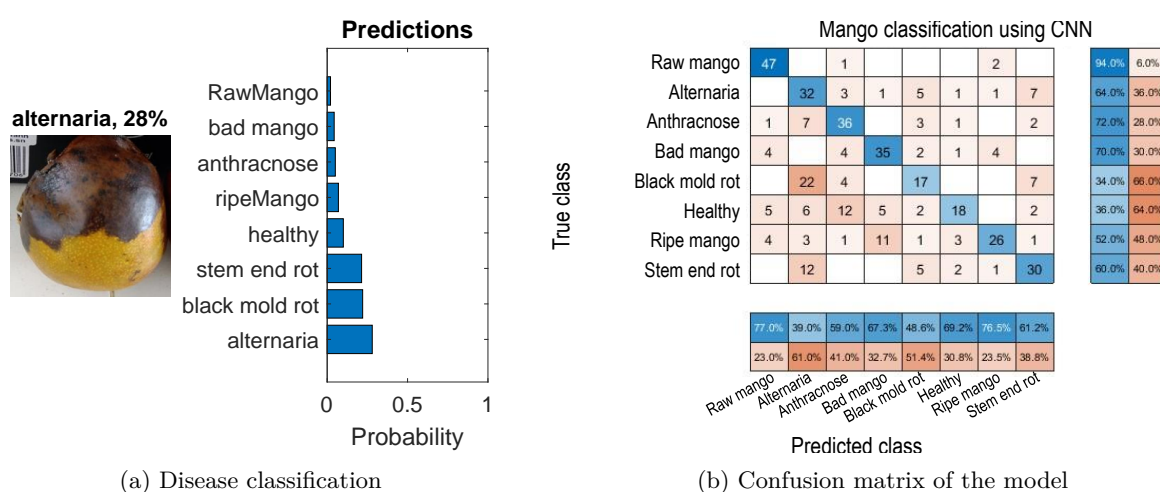 Predictions
alternaria, 28%
RawMango
bad mango
anthracnose
ripeMango
healthy
stem end rot
black mold rot
alternaria
0 0.5 1
Probability
(a) Disease classification
Mango classification using CNN
True class
Raw mango 47 1 2 94.0% 6.0%
Alternaria 32 3 1 5 1 1 7 64.0% 36.0%
Anthracnose 1 7 36 3 1 2 72.0% 28.0%
Bad mango 4 4 35 2 1 4 70.0% 30.0%
Black mold rot 22 4 17 7 34.0% 66.0%
Healthy 5 6 12 5 2 18 2 36.0% 64.0%
Ripe mango 4 3 1 11 1 3 26 1 52.0% 48.0%
Stem end rot 12 5 2 1 30 60.0% 40.0%
77.0% 39.0% 59.0% 67.3% 48.6% 69.2% 76.5% 61.2%
23.0% 61.0% 41.0% 32.7% 51.4% 30.8% 23.5% 38.8%
Raw mango Alternaria Anthracnose Bad mango Black mold rot Healthy Ripe mango Stem end rot
Predicted class
(b) Confusion matrix of the model